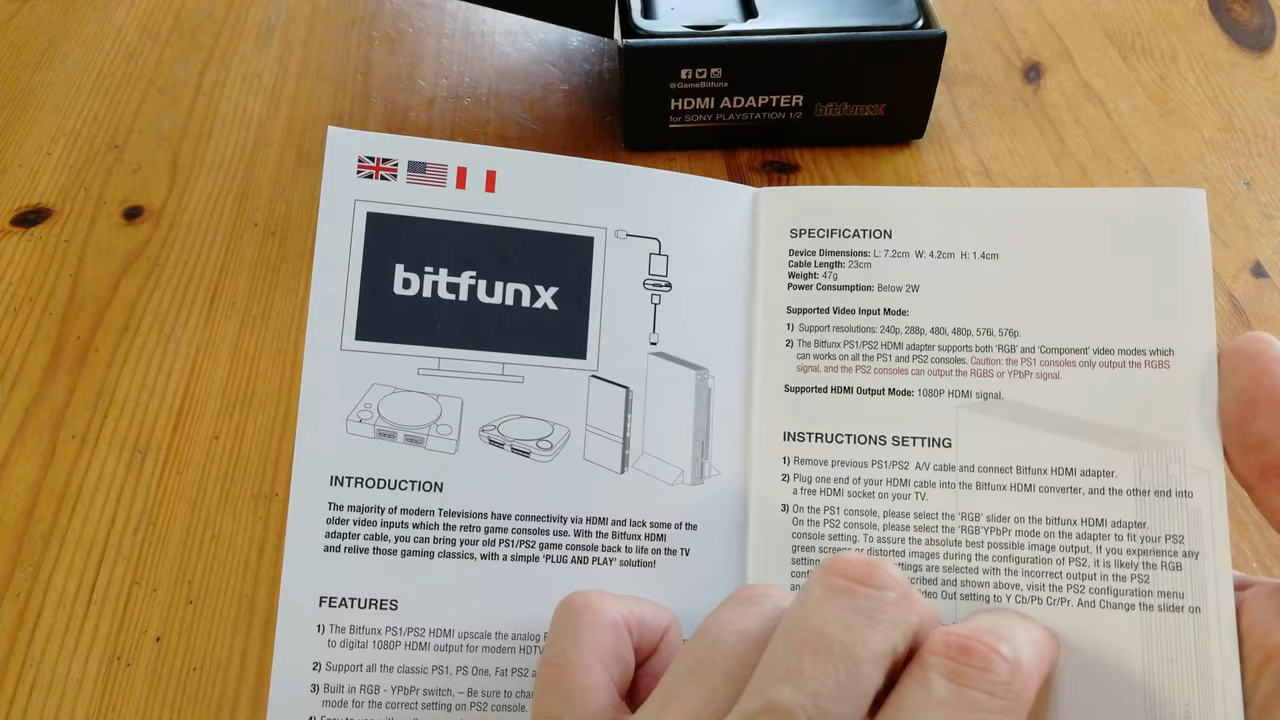 @GameBitfunx
HDMI ADAPTER
for SONY PLAYSTATION 1/2
bitfunx
bitfunx
INTRODUCTION
The majority of modern Televisions have connectivity via HDMI and lack some of the
older video inputs which the retro game consoles use. With the Bitfunx HDMI
adapter cable, you can bring your old PS1/PS2 game console back to life on the TV
and relive those gaming classics, with a simple 'PLUG AND PLAY' solution!
FEATURES
1) The Bitfunx PS1/PS2 HDMI upscale the analog
to digital 1080P HDMI output for modern HDTV
2) Support all the classic PS1, PS One, Fat PS2
3) Built in RGB - YPbPr switch, – Be sure to
mode for the correct setting on PS2 console.
SPECIFICATION
Device Dimensions: L: 7.2cm W: 4.2cm H: 1.4cm
Cable Length: 23cm
Weight: 47g
Power Consumption: Below 2W
Supported Video Input Mode:
1) Support resolutions: 240p, 288p, 480i, 480p, 576i, 576p.
2) The Bitfunx PS1/PS2 HDMI adapter supports both 'RGB' and 'Component' video modes which
can works on all the PS1 and PS2 consoles. Caution: the PS1 consoles only output the RGBS
signal, and the PS2 consoles can output the RGBS or YPbPr signal.
Supported HDMI Output Mode: 1080P HDMI signal.
INSTRUCTIONS SETTING
1) Remove previous PS1/PS2 A/V cable and connect Bitfunx HDMI adapter.
2) Plug one end of your HDMI cable into the Bitfunx HDMI converter, and the other end into
a free HDMI socket on your TV.
3) On the PS1 console, please select the 'RGB' slider on the bitfunx HDMI adapter.
On the PS2 console, please select the 'RGB'YPbPr mode on the adapter to fit your PS2
console setting. To assure the absolute best possible image output, If you experience any
green screens or distorted images during the configuration of PS2, it is likely the RGB
setting settings are selected with the incorrect output in the PS2
and shown above, visit the PS2 configuration menu
Out setting to Y Cb/Pb Cr/Pr. And Change the slider on